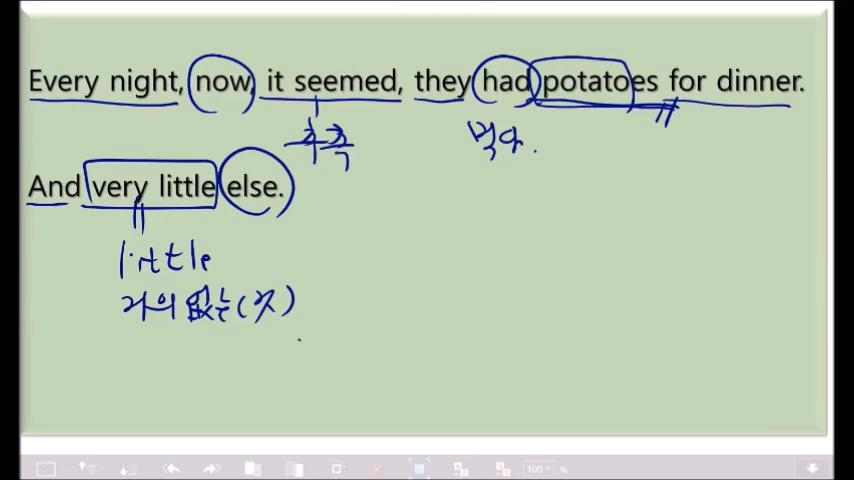 Every night, now, it seemed, they had potatoes for dinner.
추측
먹다.
And very little else.
little
거의 없는(것)
100 %